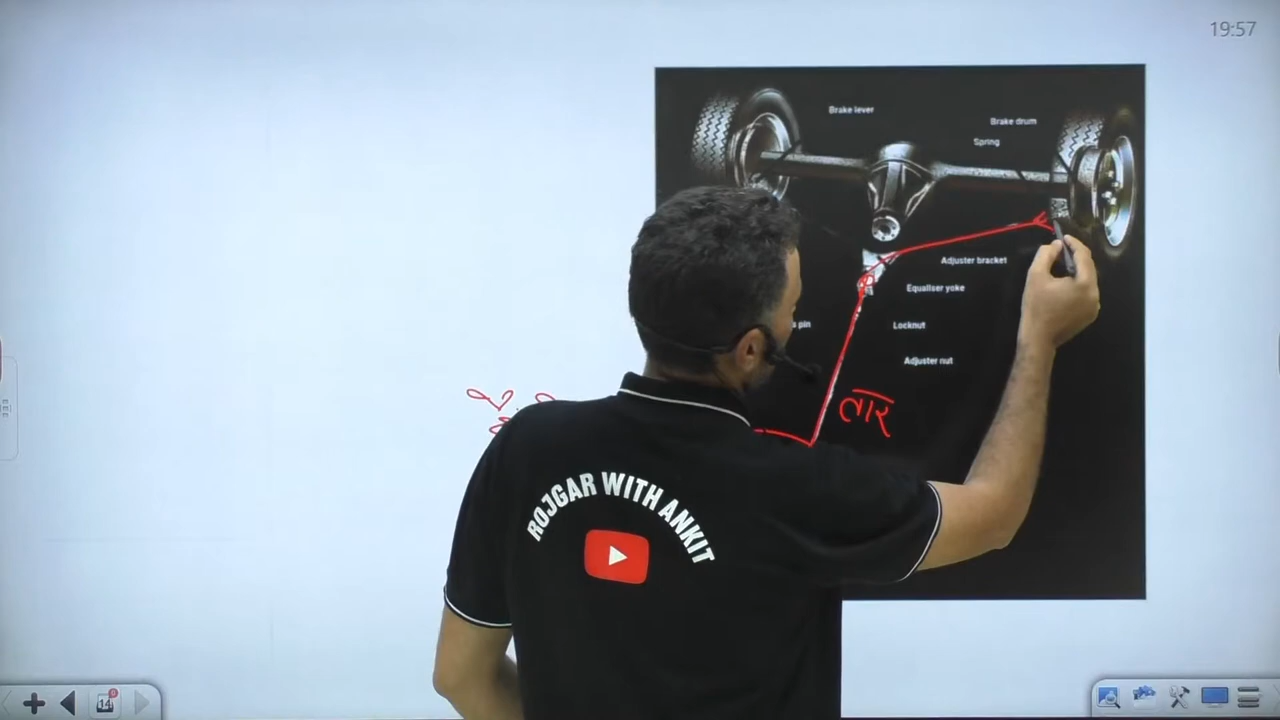 19:57
Brake lever
Brake drum
Spring
Adjuster bracket
Equaliser yoke
pin
Locknut
Adjuster nut
तार
ROJGAR WITH ANKIT
14